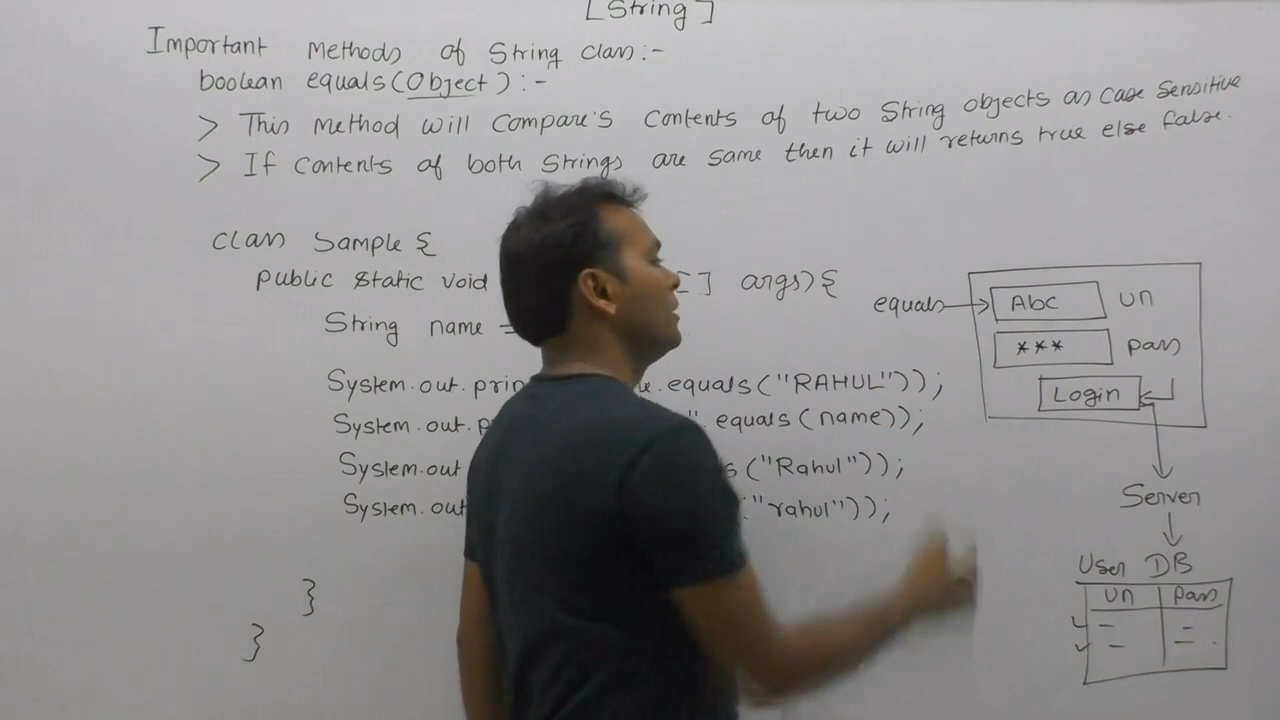 [String]
Important methods of String class:-
boolean equals(Object):-
> This method will compare's contents of two String objects as case sensitive
> If contents of both Strings are same then it will returns true else false.
class Sample {
public static void [] args) {
String name =
System.out.prin .equals("RAHUL"));
System.out. ".equals(name));
System.out ("Rahul"));
System.out "rahul"));
}
}
equals → Abc un
*** pass
Login
Server
User DB
un pass